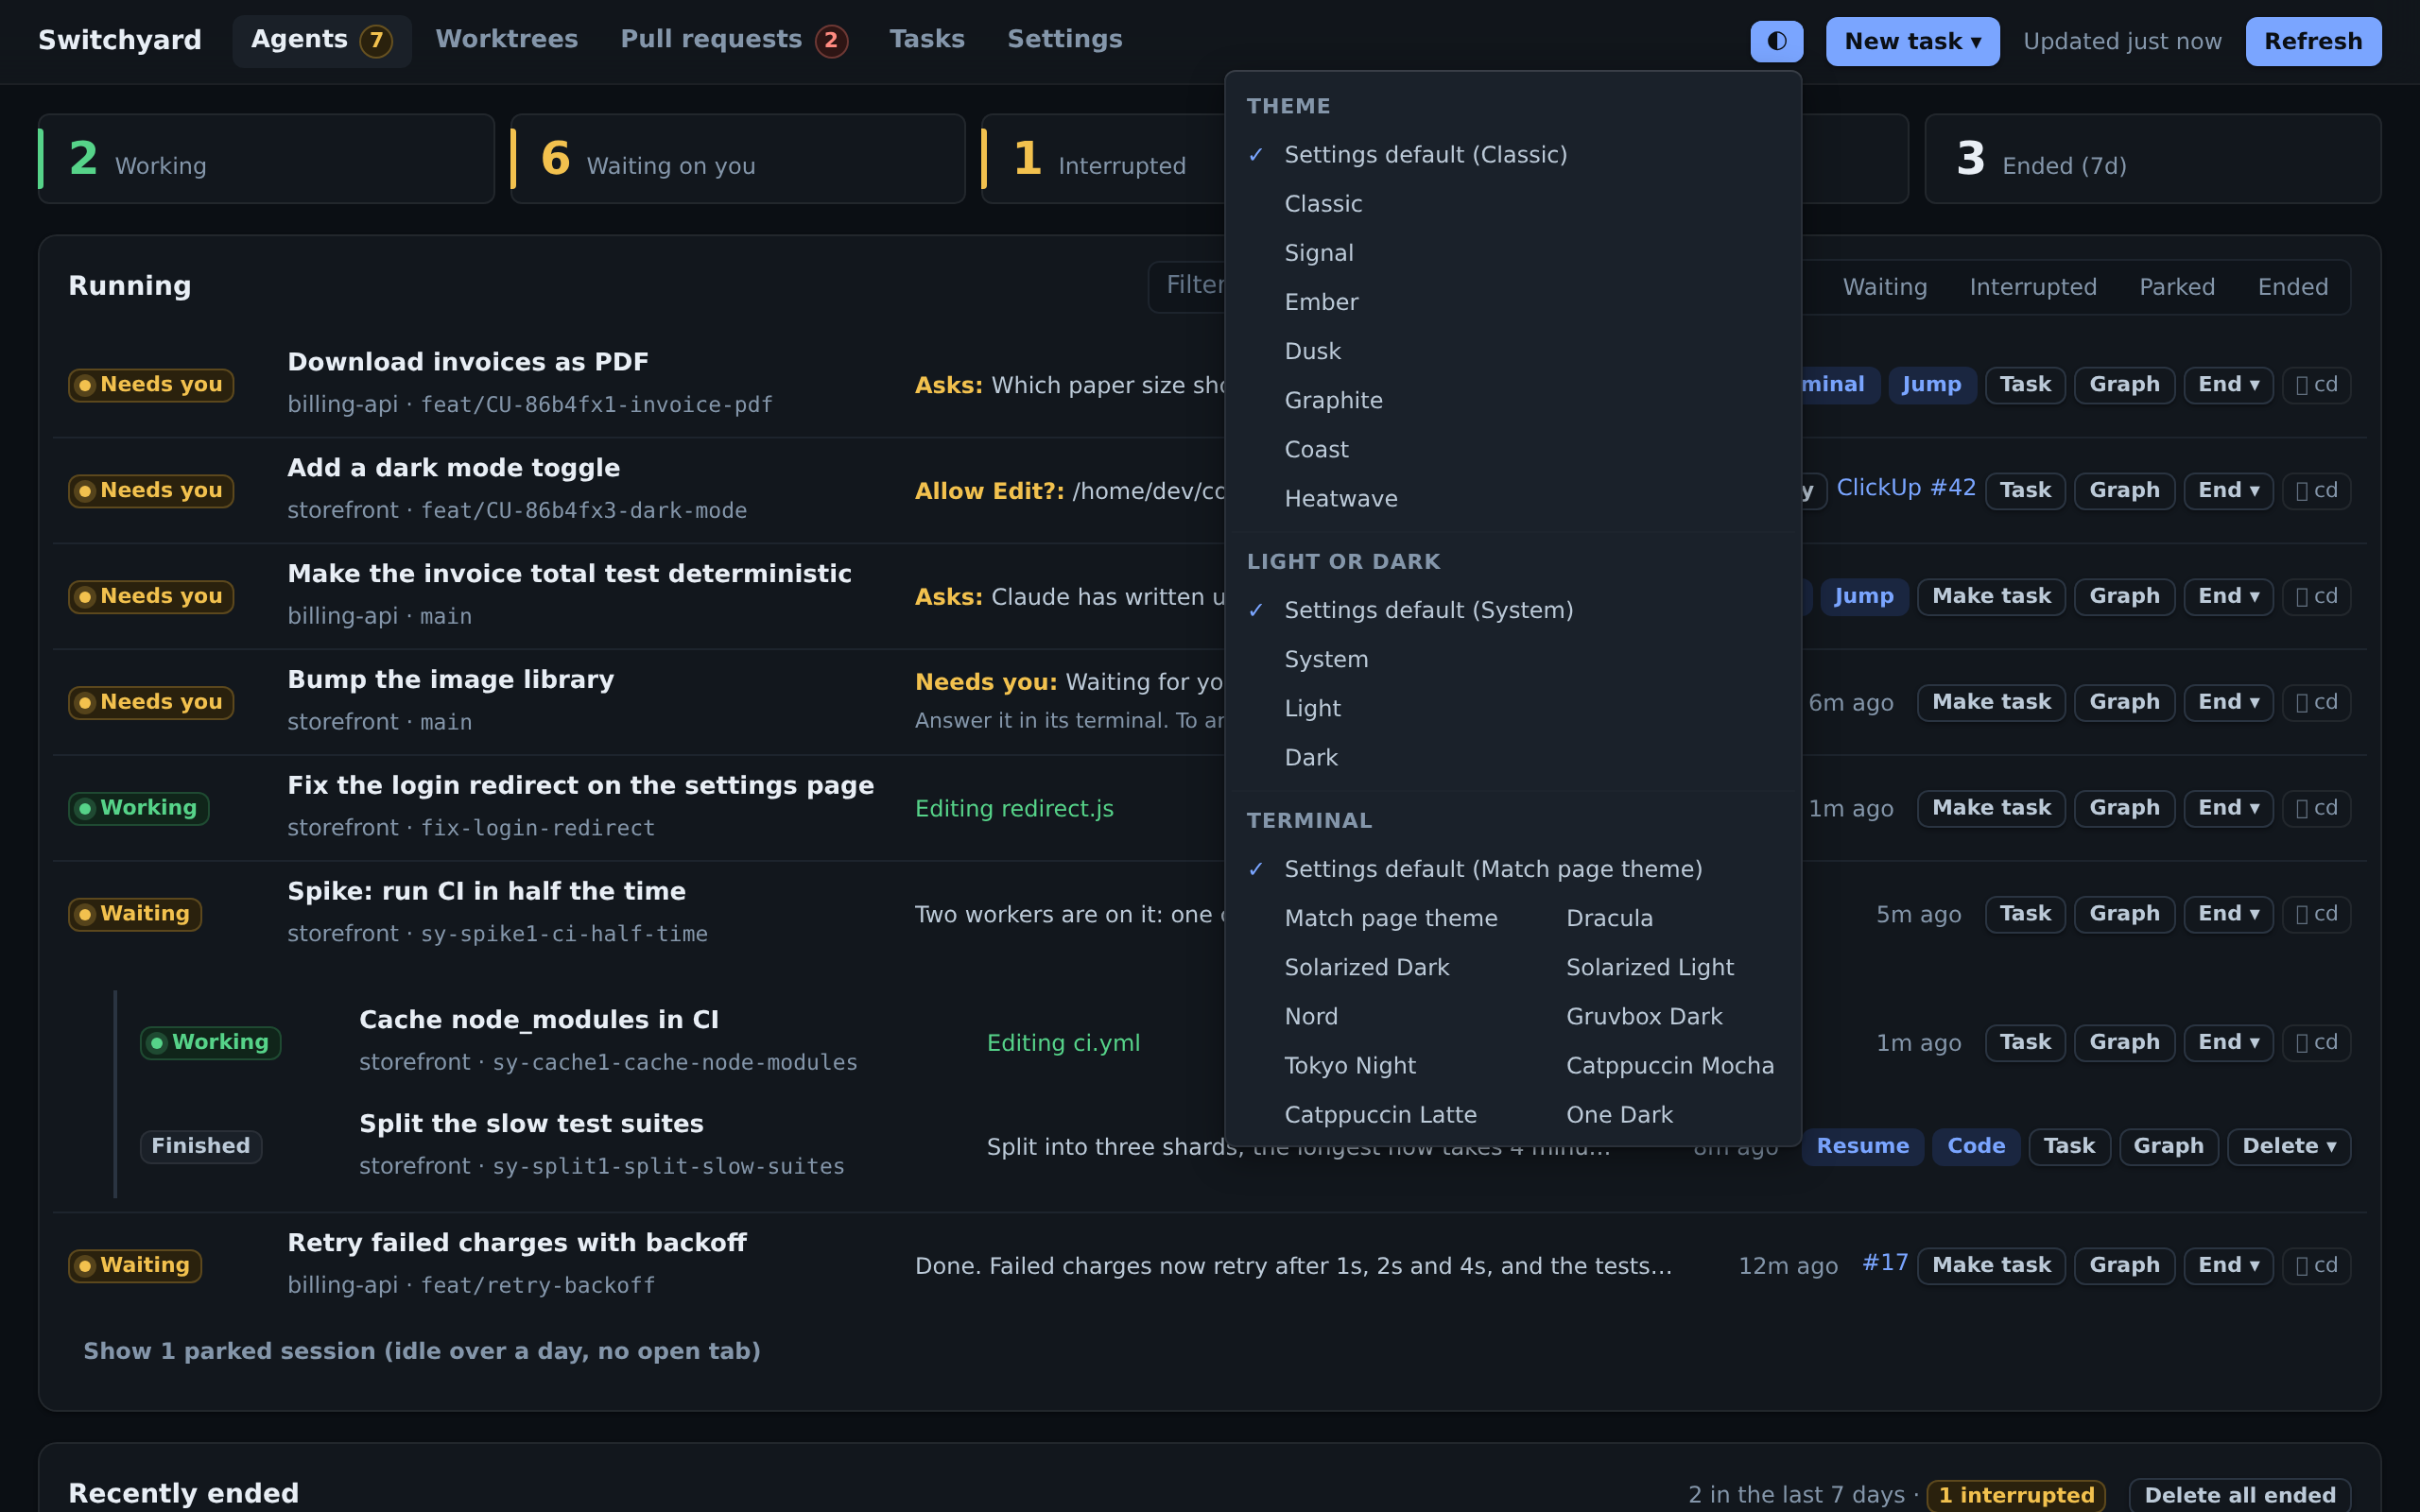 Switchyard Agents 7 Worktrees Pull requests 2 Tasks Settings New task ▾ Updated just now Refresh
2 Working 6 Waiting on you 1 Interrupted 3 Ended (7d)
THEME
✓ Settings default (Classic)
Classic
Signal
Ember
Dusk
Graphite
Coast
Heatwave
LIGHT OR DARK
✓ Settings default (System)
System
Light
Dark
TERMINAL
✓ Settings default (Match page theme)
Match page theme Dracula
Solarized Dark Solarized Light
Nord Gruvbox Dark
Tokyo Night Catppuccin Mocha
Catppuccin Latte One Dark
Running Filter Waiting Interrupted Parked Ended
Needs you Download invoices as PDF Asks: Which paper size Jump Task Graph End ▾ cd
billing-api · feat/CU-86b4fx1-invoice-pdf
Needs you Add a dark mode toggle Allow Edit?: ClickUp #42 Task Graph End ▾ cd
storefront · feat/CU-86b4fx3-dark-mode
Needs you Make the invoice total test deterministic Asks: Claude has written Jump Make task Graph End ▾ cd
billing-api · main
Needs you Bump the image library Needs you: Waiting for 6m ago Make task Graph End ▾ cd
storefront · main Answer it in its terminal. To
Working Fix the login redirect on the settings page Editing redirect.js 1m ago Make task Graph End ▾ cd
storefront · fix-login-redirect
Waiting Spike: run CI in half the time Two workers are on it: one 5m ago Task Graph End ▾ cd
storefront · sy-spike1-ci-half-time
Working Cache node_modules in CI Editing ci.yml 1m ago Task Graph End ▾ cd
storefront · sy-cache1-cache-node-modules
Finished Split the slow test suites Split into three shards, the longest now takes 4 minu... 8m ago Resume Code Task Graph Delete ▾
storefront · sy-split1-split-slow-suites
Waiting Retry failed charges with backoff Done. Failed charges now retry after 1s, 2s and 4s, and the tests... 12m ago #17 Make task Graph End ▾ cd
billing-api · feat/retry-backoff
Show 1 parked session (idle over a day, no open tab)
Recently ended 2 in the last 7 days · 1 interrupted Delete all ended